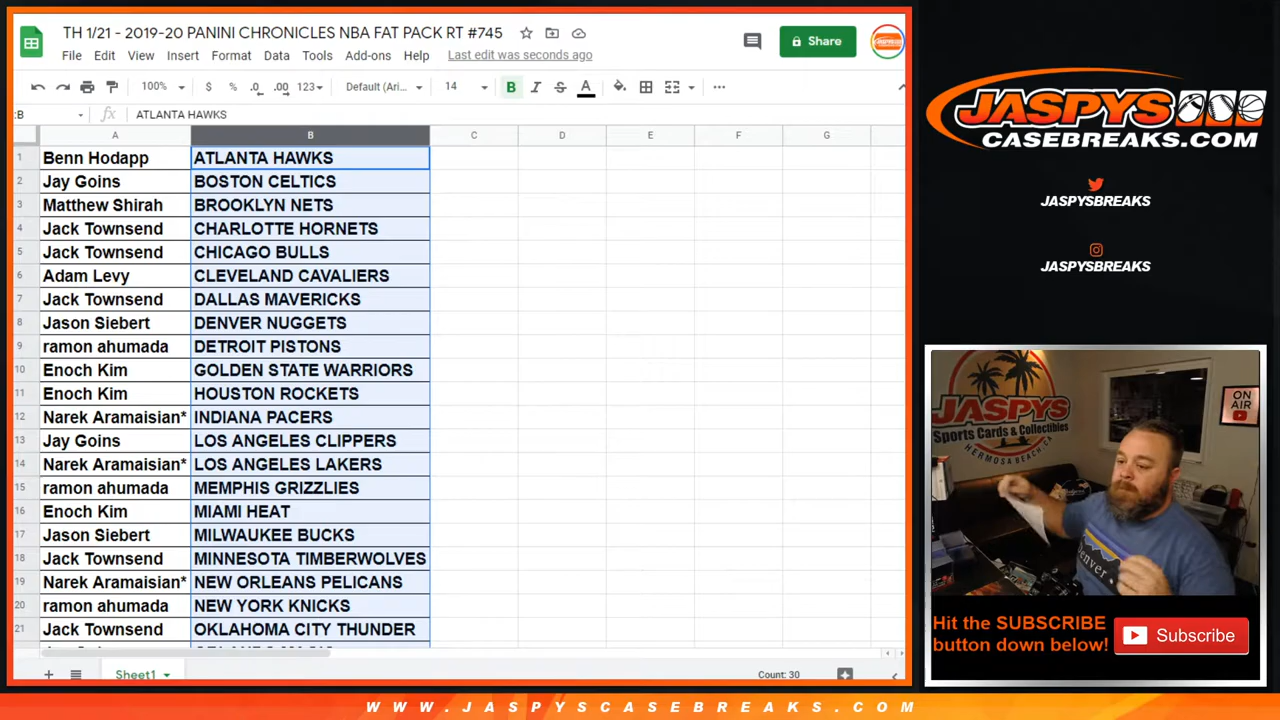 TH 1/21 - 2019-20 PANINI CHRONICLES NBA FAT PACK RT #745
File Edit View Insert Format Data Tools Add-ons Help Last edit was seconds ago
Share
100% $ % .0 .00 123 Default (Ari... 14 B I S A
:B fx ATLANTA HAWKS
A B C D E F G
1 Benn Hodapp ATLANTA HAWKS
2 Jay Goins BOSTON CELTICS
3 Matthew Shirah BROOKLYN NETS
4 Jack Townsend CHARLOTTE HORNETS
5 Jack Townsend CHICAGO BULLS
6 Adam Levy CLEVELAND CAVALIERS
7 Jack Townsend DALLAS MAVERICKS
8 Jason Siebert DENVER NUGGETS
9 ramon ahumada DETROIT PISTONS
10 Enoch Kim GOLDEN STATE WARRIORS
11 Enoch Kim HOUSTON ROCKETS
12 Narek Aramaisian* INDIANA PACERS
13 Jay Goins LOS ANGELES CLIPPERS
14 Narek Aramaisian* LOS ANGELES LAKERS
15 ramon ahumada MEMPHIS GRIZZLIES
16 Enoch Kim MIAMI HEAT
17 Jason Siebert MILWAUKEE BUCKS
18 Jack Townsend MINNESOTA TIMBERWOLVES
19 Narek Aramaisian* NEW ORLEANS PELICANS
20 ramon ahumada NEW YORK KNICKS
21 Jack Townsend OKLAHOMA CITY THUNDER
Sheet1
Count: 30
JASPYS
CASEBREAKS.COM
JASPYSBREAKS
JASPYSBREAKS
JASPYS
Sports Cards & Collectibles
HERMOSA BEACH, CA
ON AIR
Denver
Hit the SUBSCRIBE
button down below!
Subscribe
WWW.JASPYSCASEBREAKS.COM